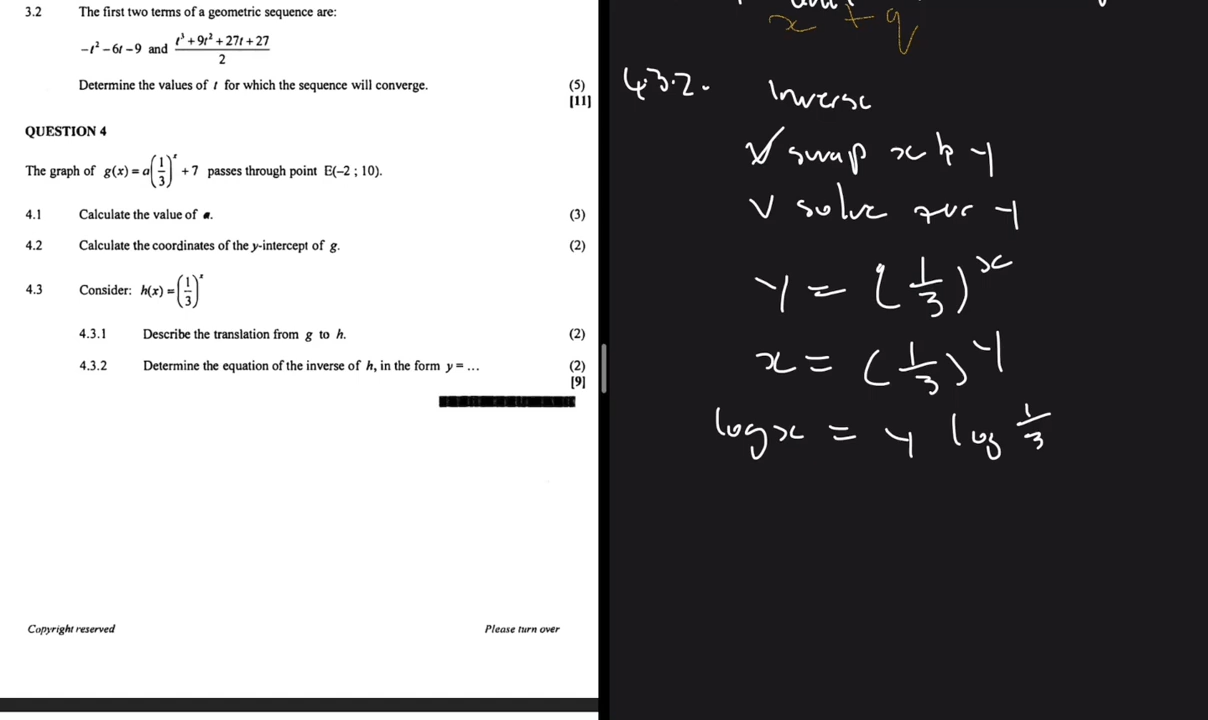 3.2 The first two terms of a geometric sequence are:
-t² - 6t - 9 and (t³ + 9t² + 27t + 27)/2
Determine the values of t for which the sequence will converge. (5)
[11]
QUESTION 4
The graph of g(x) = a(1/3)^x + 7 passes through point E(-2 ; 10).
4.1 Calculate the value of a. (3)
4.2 Calculate the coordinates of the y-intercept of g. (2)
4.3 Consider: h(x) = (1/3)^x
4.3.1 Describe the translation from g to h. (2)
4.3.2 Determine the equation of the inverse of h, in the form y = ... (2)
[9]
Copyright reserved Please turn over
x + q
4.3.2. Inverse
✓ swap x & y
✓ solve for y
y = (1/3)^x
x = (1/3)^y
log x = y log 1/3